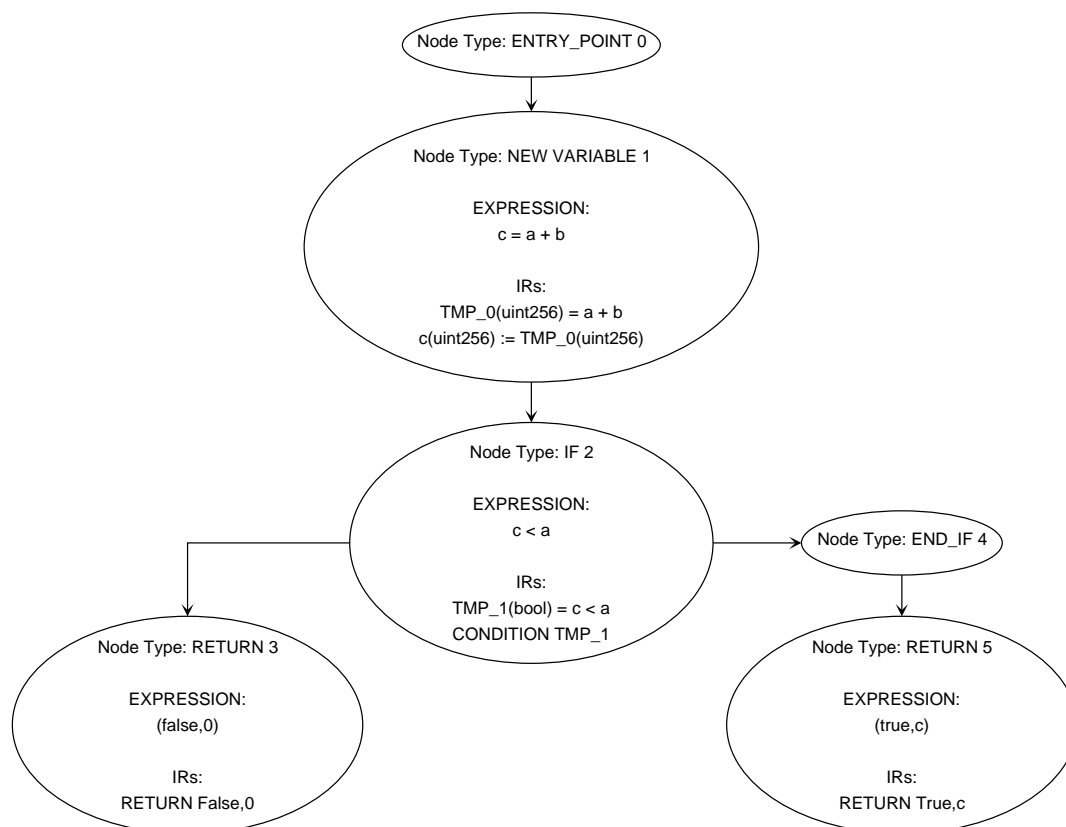 Node Type: ENTRY_POINT 0
Node Type: NEW VARIABLE 1
EXPRESSION:
c = a + b
IRs:
TMP_0(uint256) = a + b
c(uint256) := TMP_0(uint256)
Node Type: IF 2
EXPRESSION:
c < a
IRs:
TMP_1(bool) = c < a
CONDITION TMP_1
Node Type: END_IF 4
Node Type: RETURN 3
EXPRESSION:
(false,0)
IRs:
RETURN False,0
Node Type: RETURN 5
EXPRESSION:
(true,c)
IRs:
RETURN True,c